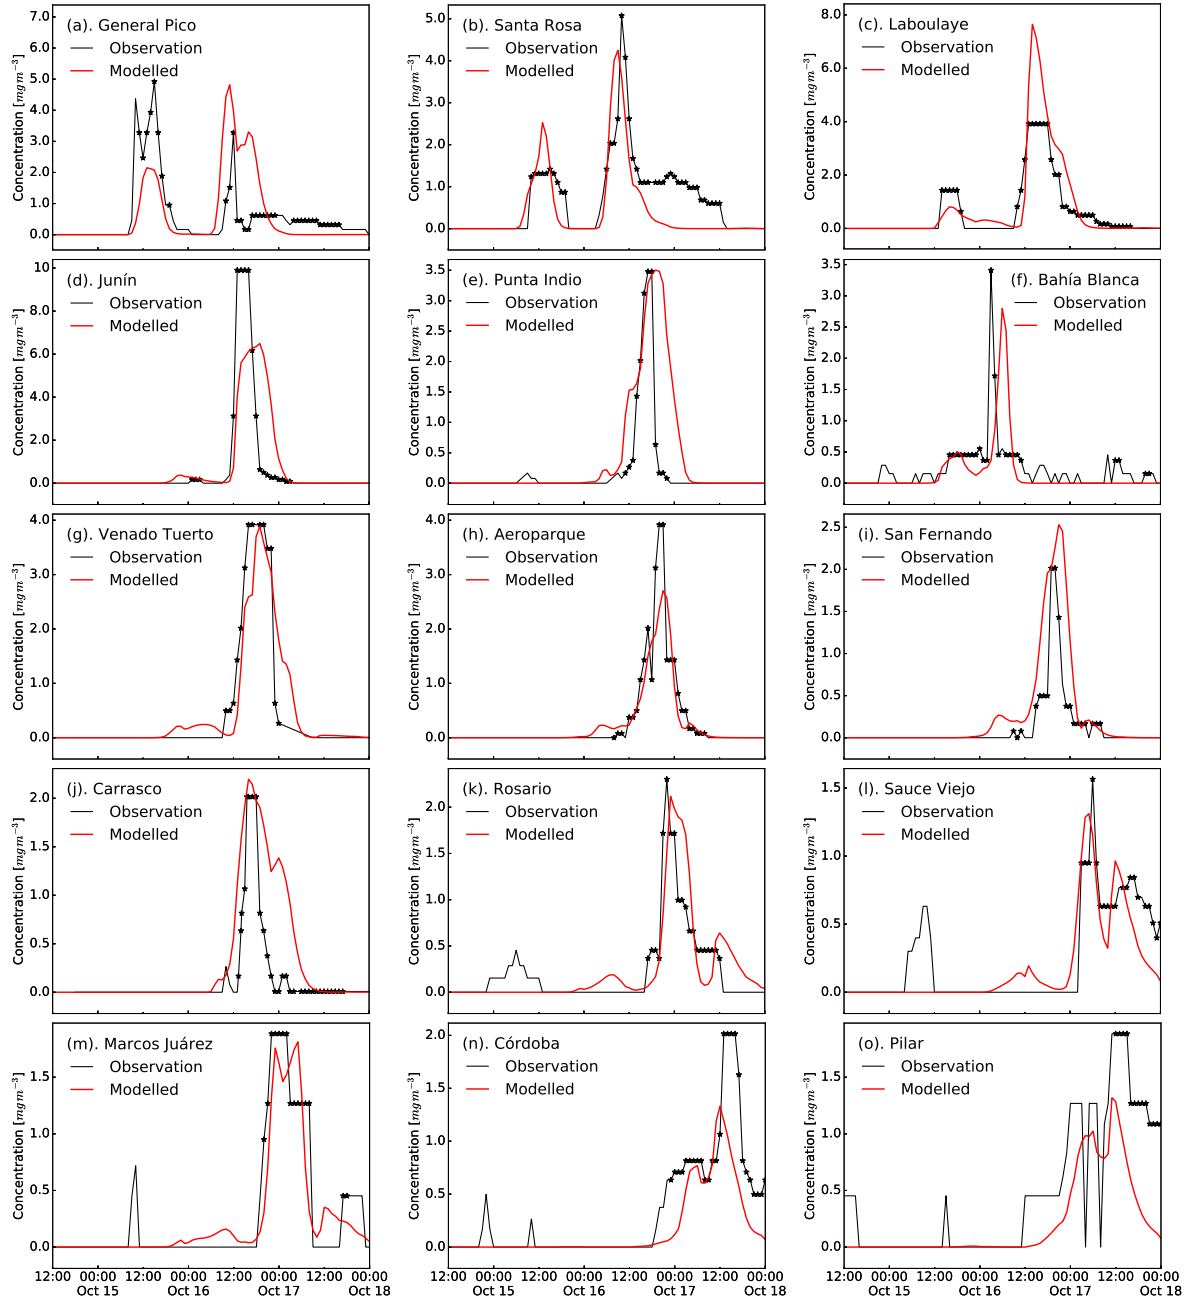 (a). General Pico
Observation
Modelled
Concentration [mgm⁻³]
7.0
6.0
5.0
4.0
3.0
2.0
1.0
0.0
(b). Santa Rosa
Observation
Modelled
Concentration [mgm⁻³]
5.0
4.0
3.0
2.0
1.0
0.0
(c). Laboulaye
Observation
Modelled
Concentration [mgm⁻³]
8.0
6.0
4.0
2.0
0.0
(d). Junín
Observation
Modelled
Concentration [mgm⁻³]
10
8.0
6.0
4.0
2.0
0.0
(e). Punta Indio
Observation
Modelled
Concentration [mgm⁻³]
3.5
3.0
2.5
2.0
1.5
1.0
0.5
0.0
(f). Bahía Blanca
Observation
Modelled
Concentration [mgm⁻³]
3.5
3.0
2.5
2.0
1.5
1.0
0.5
0.0
(g). Venado Tuerto
Observation
Modelled
Concentration [mgm⁻³]
4.0
3.0
2.0
1.0
0.0
(h). Aeroparque
Observation
Modelled
Concentration [mgm⁻³]
4.0
3.0
2.0
1.0
0.0
(i). San Fernando
Observation
Modelled
Concentration [mgm⁻³]
2.5
2.0
1.5
1.0
0.5
0.0
(j). Carrasco
Observation
Modelled
Concentration [mgm⁻³]
2.0
1.5
1.0
0.5
0.0
(k). Rosario
Observation
Modelled
Concentration [mgm⁻³]
2.0
1.5
1.0
0.5
0.0
(l). Sauce Viejo
Observation
Modelled
Concentration [mgm⁻³]
1.5
1.0
0.5
0.0
(m). Marcos Juárez
Observation
Modelled
Concentration [mgm⁻³]
1.5
1.0
0.5
0.0
(n). Córdoba
Observation
Modelled
Concentration [mgm⁻³]
2.0
1.5
1.0
0.5
0.0
(o). Pilar
Observation
Modelled
Concentration [mgm⁻³]
1.5
1.0
0.5
0.0
12:00 00:00 12:00 00:00 12:00 00:00 12:00 00:00
Oct 15 Oct 16 Oct 17 Oct 18
12:00 00:00 12:00 00:00 12:00 00:00 12:00 00:00
Oct 15 Oct 16 Oct 17 Oct 18
12:00 00:00 12:00 00:00 12:00 00:00 12:00 00:00
Oct 15 Oct 16 Oct 17 Oct 18